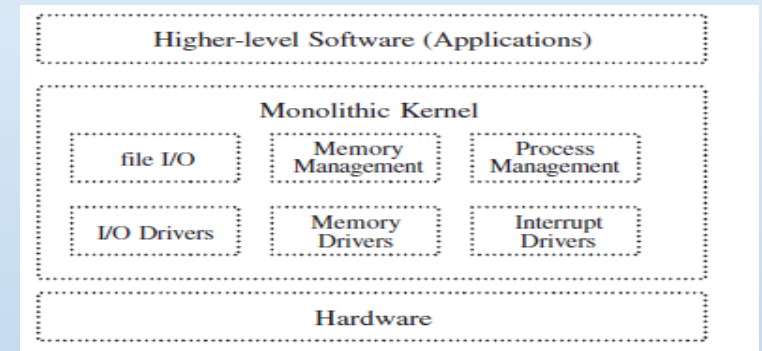 Higher-level Software (Applications)
Monolithic Kernel
file I/O
Memory
Management
Process
Management
I/O Drivers
Memory
Drivers
Interrupt
Drivers
Hardware